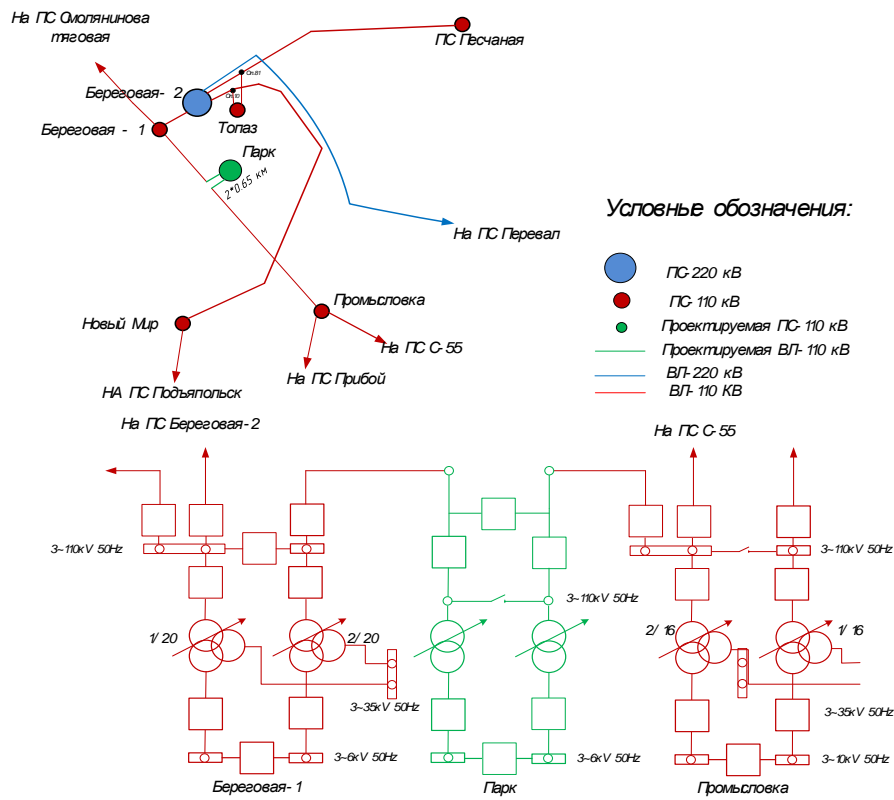 На ПС Смолянинова
тяговая
ПС Песчаная
Оп.81
Береговая- 2
Оп.10
Топаз
Береговая - 1
Парк
2*0.65 км
На ПС Перевал
Условные обозначения:
ПС-220 кВ
ПС-110 кВ
Проектируемая ПС-110 кВ
Проектируемая ВЛ-110 кВ
ВЛ-220 кВ
ВЛ-110 КВ
Новый Мир
Промысловка
На ПС С-55
На ПС Прибой
НА ПС Подъяпольск
На ПС Береговая-2
На ПС С-55
3~110kV 50Hz
3~110kV 50Hz
3~110kV 50Hz
1/20
2/20
2/16
1/16
3~35kV 50Hz
3~35kV 50Hz
3~6kV 50Hz
3~6kV 50Hz
3~10kV 50Hz
Береговая-1
Парк
Промысловка